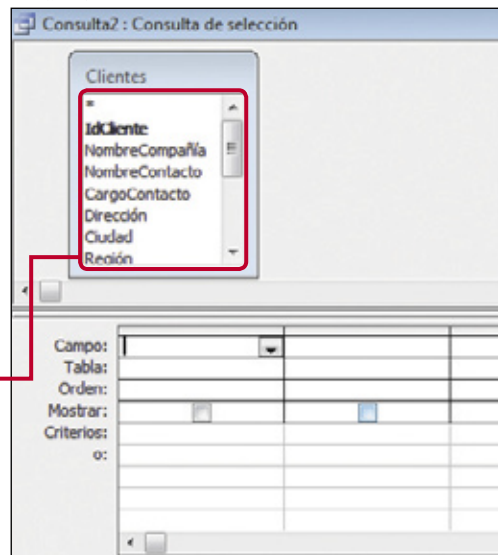 Consulta2 : Consulta de selección
Clientes
*
IdCliente
NombreCompañía
NombreContacto
CargoContacto
Dirección
Ciudad
Región
Campo:
Tabla:
Orden:
Mostrar:
Criterios:
o: